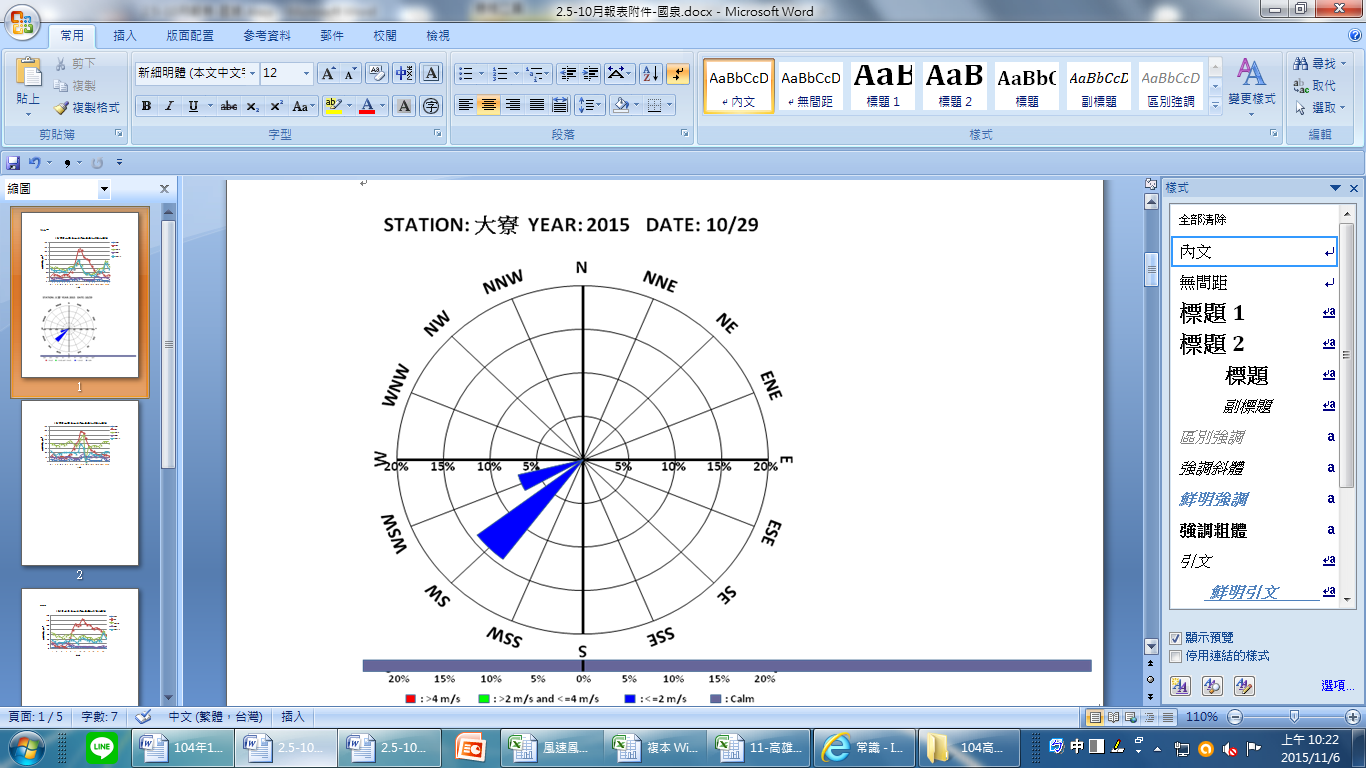 2.5-10月報表附件-國泉.docx - Microsoft Word
常用 插入 版面配置 參考資料 郵件 校閱 檢視
貼上
剪下
複製
複製格式
剪貼簿
新細明體 (本文中文字 12
字型
段落
AaBbCcD AaBbCcD AaB AaB AaBbC AaBbCcD AaBbCcD
內文 無間距 標題 1 標題 2 標題 副標題 區別強調
變更樣式
樣式
尋找
取代
選取
編輯
縮圖
1
2
STATION: 大寮 YEAR: 2015 DATE: 10/29
N
NNW NNE
NW NE
WNW ENE
W E
20% 15% 10% 5% 5% 10% 15% 20%
WSW ESE
SW SE
SSW SSE
S
20% 15% 10% 5% 0% 5% 10% 15% 20%
: >4 m/s : >2 m/s and <=4 m/s : <=2 m/s : Calm
樣式
全部清除
內文
無間距
標題 1
標題 2
標題
副標題
區別強調
強調斜體
鮮明強調
強調粗體
引文
鮮明引文
顯示預覽
停用連結的樣式
選項...
頁面: 1 / 5 字數: 7 中文 (繁體，台灣) 插入 110%
LINE 104年1... 2.5-10... 2.5-10... 風速風... 複本 Wi... 11-高雄... 常識 - I... 104高... 中 上午 10:22
2015/11/6